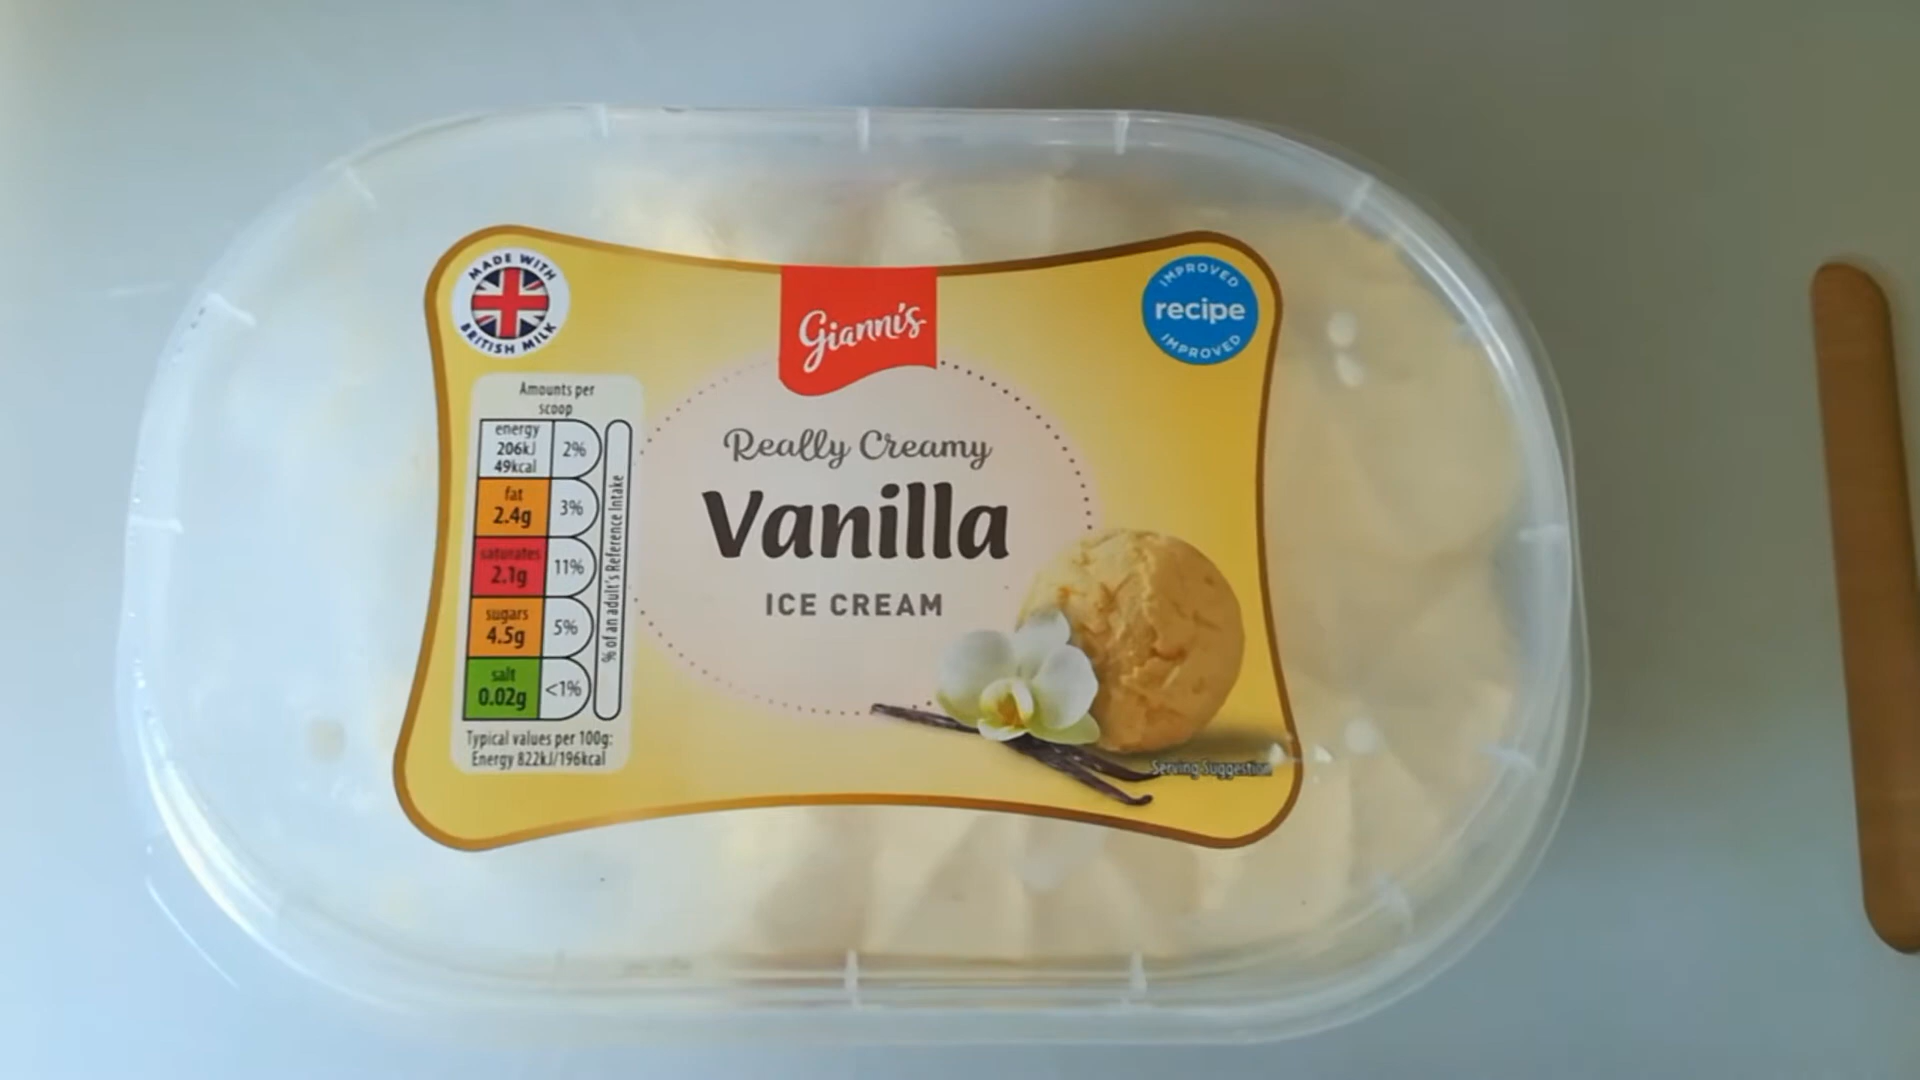 MADE WITH
BRITISH MILK
Gianni's
IMPROVED
recipe
IMPROVED
Amounts per
scoop
energy
206kJ
49kcal
2%
fat
2.4g
3%
saturates
2.1g
11%
sugars
4.5g
5%
salt
0.02g
<1%
% of an adult's Reference Intake
Typical values per 100g:
Energy 822kJ/196kcal
Really Creamy
Vanilla
ICE CREAM
Serving Suggestion